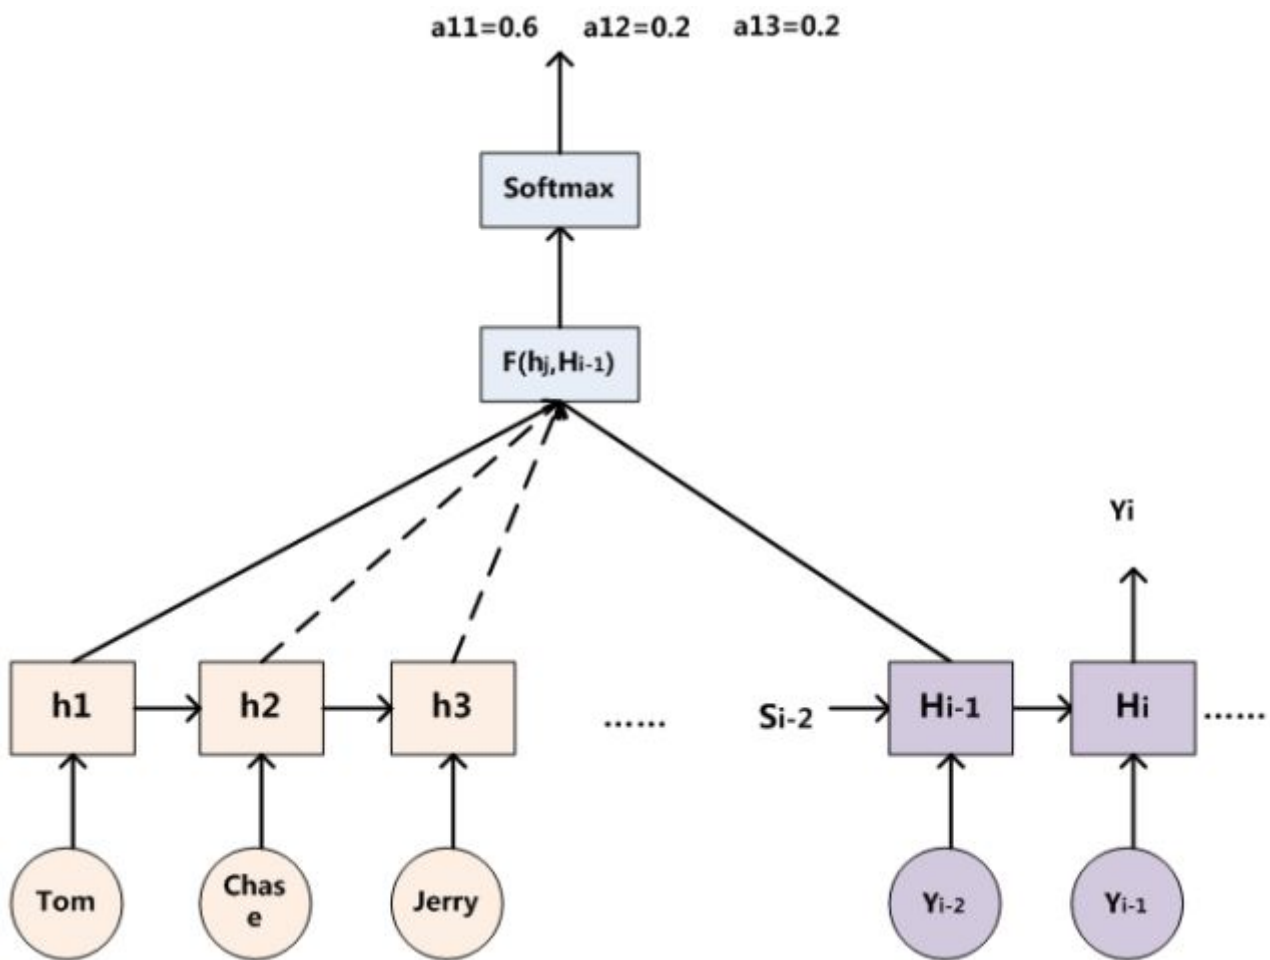 a11=0.6 a12=0.2 a13=0.2
Softmax
F(hj,Hi-1)
Yi
h1 h2 h3 ...... Si-2 Hi-1 Hi ......
Tom Chas
e Jerry Yi-2 Yi-1